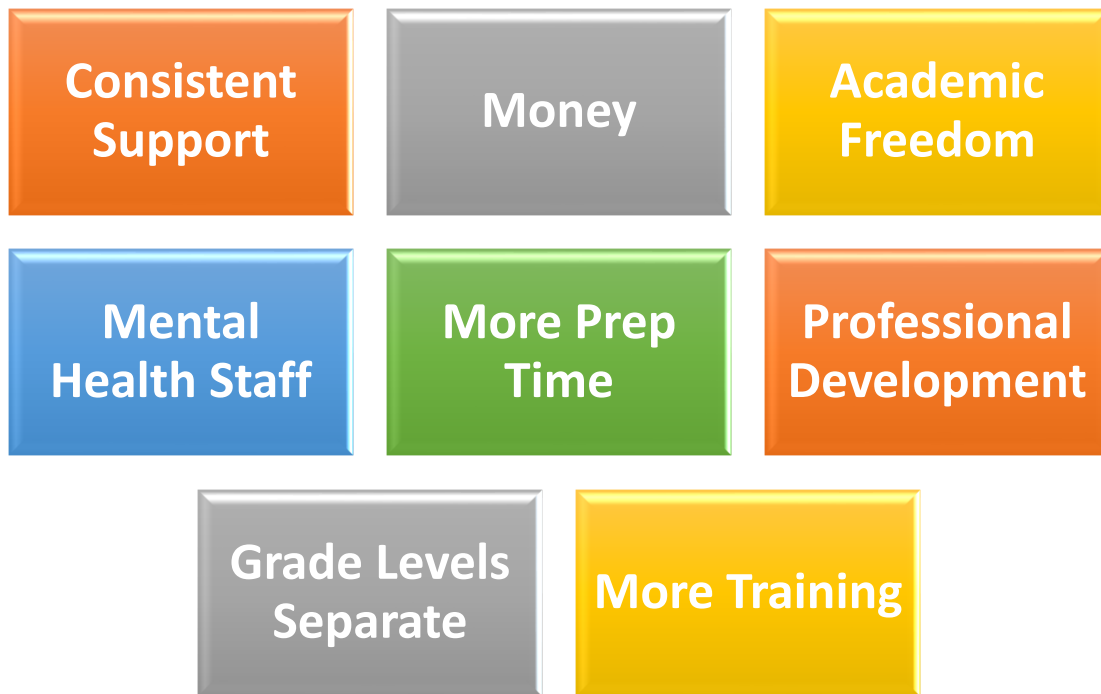 Consistent
Support
Money
Academic
Freedom
Mental
Health Staff
More Prep
Time
Professional
Development
Grade Levels
Separate
More Training